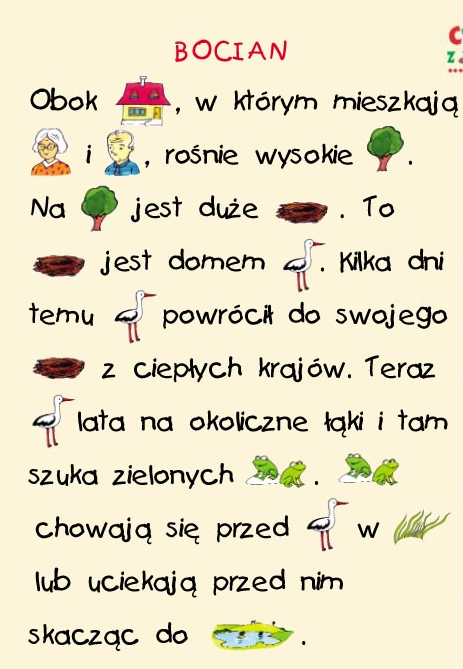 BOCIAN
Obok , w którym mieszkają
i , rośnie wysokie .
Na jest duże . To
jest domem . Kilka dni
temu powrócił do swojego
z ciepłych krajów. Teraz
lata na okoliczne łąki i tam
szuka zielonych .
chowają się przed w
lub uciekają przed nim
skacząc do .